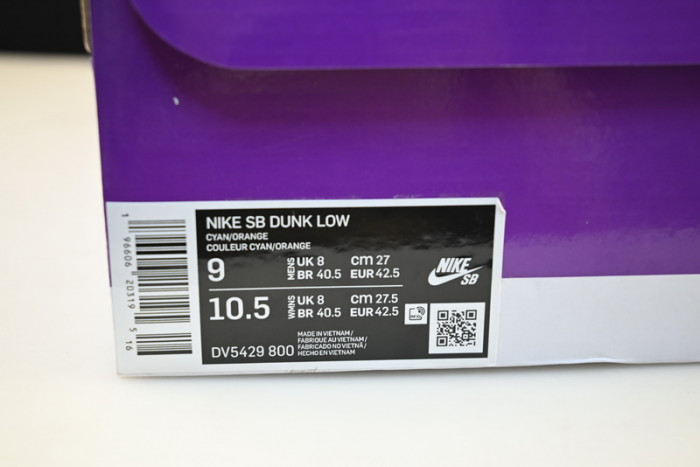 NIKE SB DUNK LOW
CYAN/ORANGE
COULEUR CYAN/ORANGE
9 MENS UK 8 cm 27
BR 40.5 EUR 42.5
10.5 WMNS UK 8 cm 27.5
BR 40.5 EUR 42.5
NIKE SB
DV5429 800
MADE IN VIETNAM /
FABRIQUE AU VIETNAM /
FABRICADO NO VIETNÃ /
HECHO EN VIETNAM
1 96606 20319 5 16